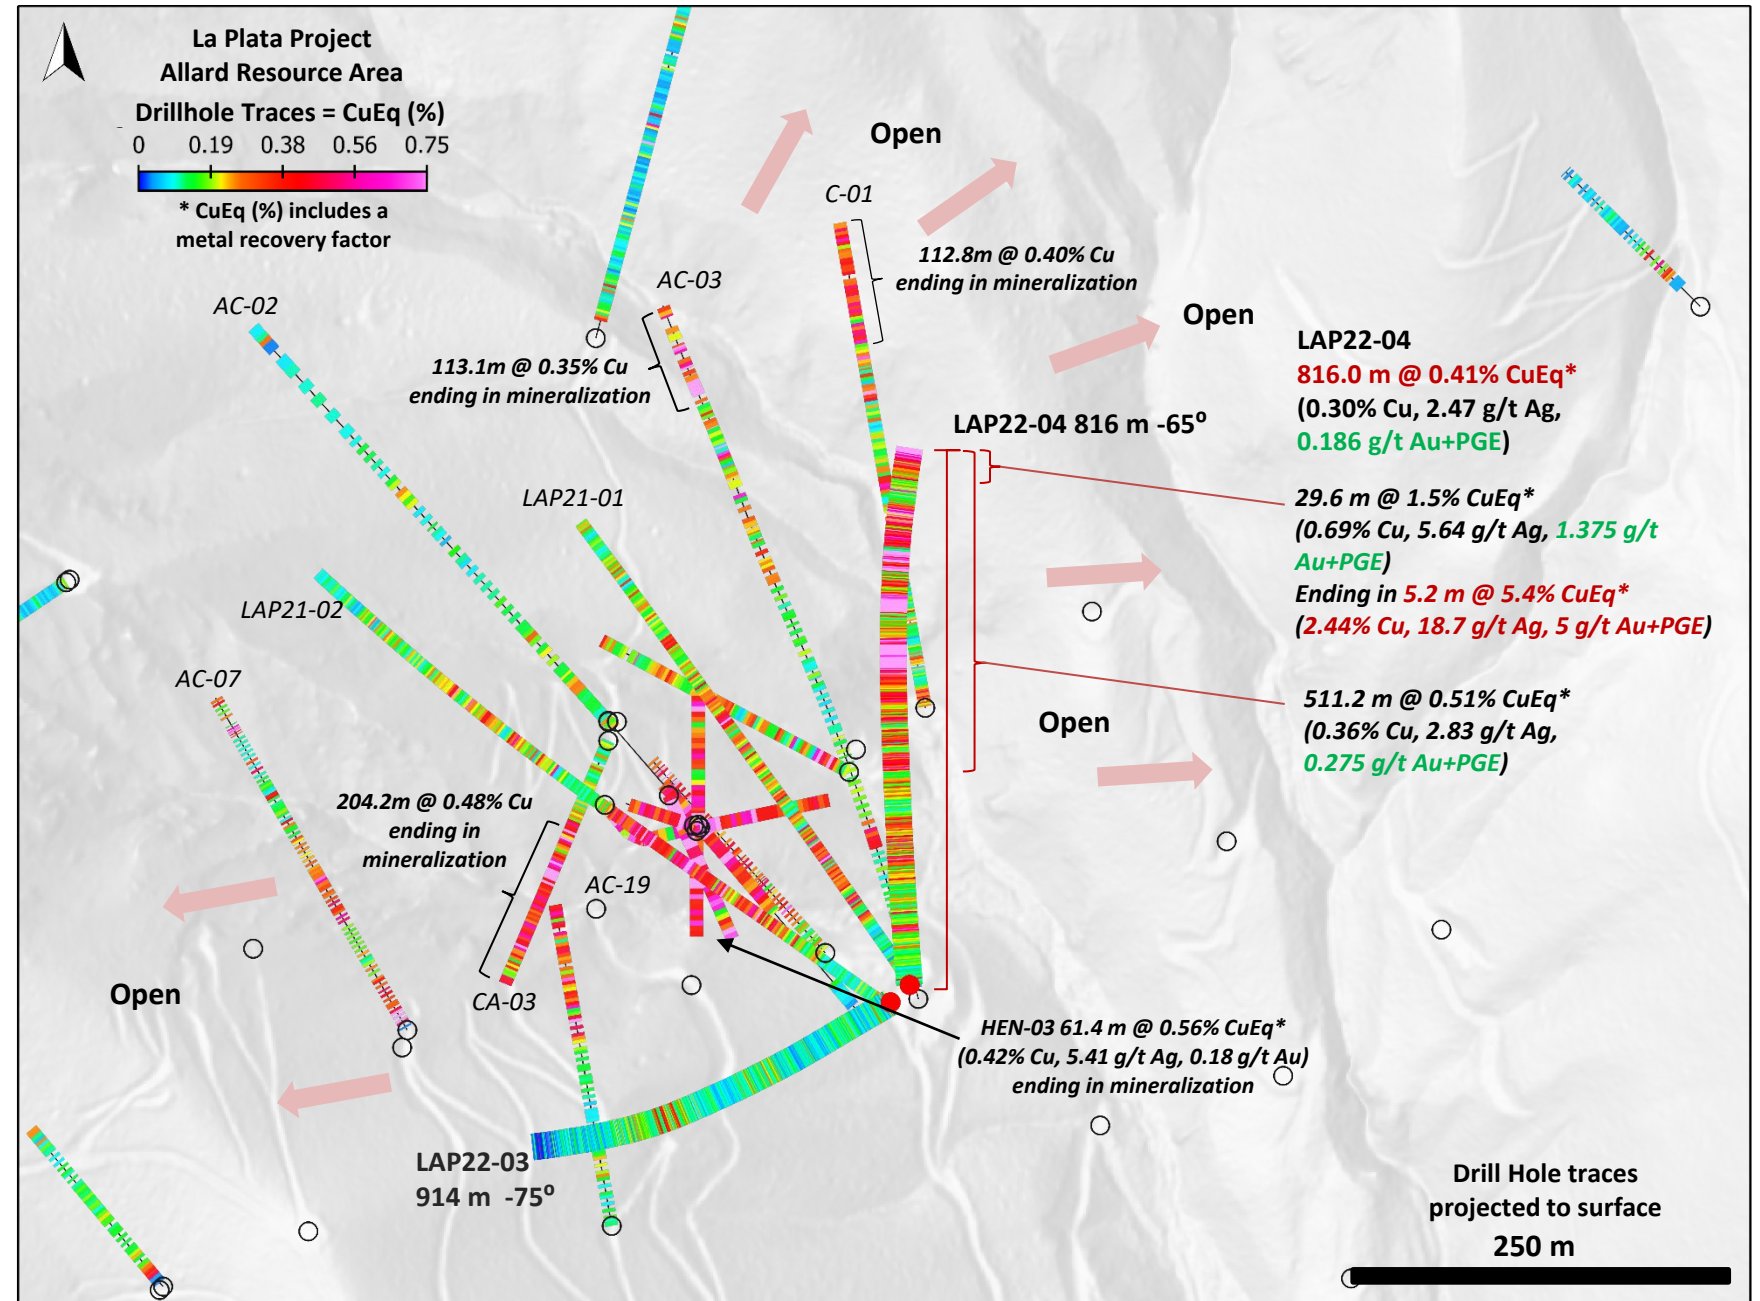 La Plata Project
Allard Resource Area
Drillhole Traces = CuEq (%)
0 0.19 0.38 0.56 0.75
* CuEq (%) includes a
metal recovery factor
Open
C-01
112.8m @ 0.40% Cu
ending in mineralization
AC-03
AC-02
113.1m @ 0.35% Cu
ending in mineralization
Open
LAP22-04
816.0 m @ 0.41% CuEq*
(0.30% Cu, 2.47 g/t Ag,
0.186 g/t Au+PGE)
LAP22-04 816 m -65⁰
LAP21-01
29.6 m @ 1.5% CuEq*
(0.69% Cu, 5.64 g/t Ag, 1.375 g/t
Au+PGE)
Ending in 5.2 m @ 5.4% CuEq*
(2.44% Cu, 18.7 g/t Ag, 5 g/t Au+PGE)
LAP21-02
AC-07
511.2 m @ 0.51% CuEq*
(0.36% Cu, 2.83 g/t Ag,
0.275 g/t Au+PGE)
Open
204.2m @ 0.48% Cu
ending in
mineralization
AC-19
Open
CA-03
HEN-03 61.4 m @ 0.56% CuEq*
(0.42% Cu, 5.41 g/t Ag, 0.18 g/t Au)
ending in mineralization
LAP22-03
914 m -75⁰
Drill Hole traces
projected to surface
250 m